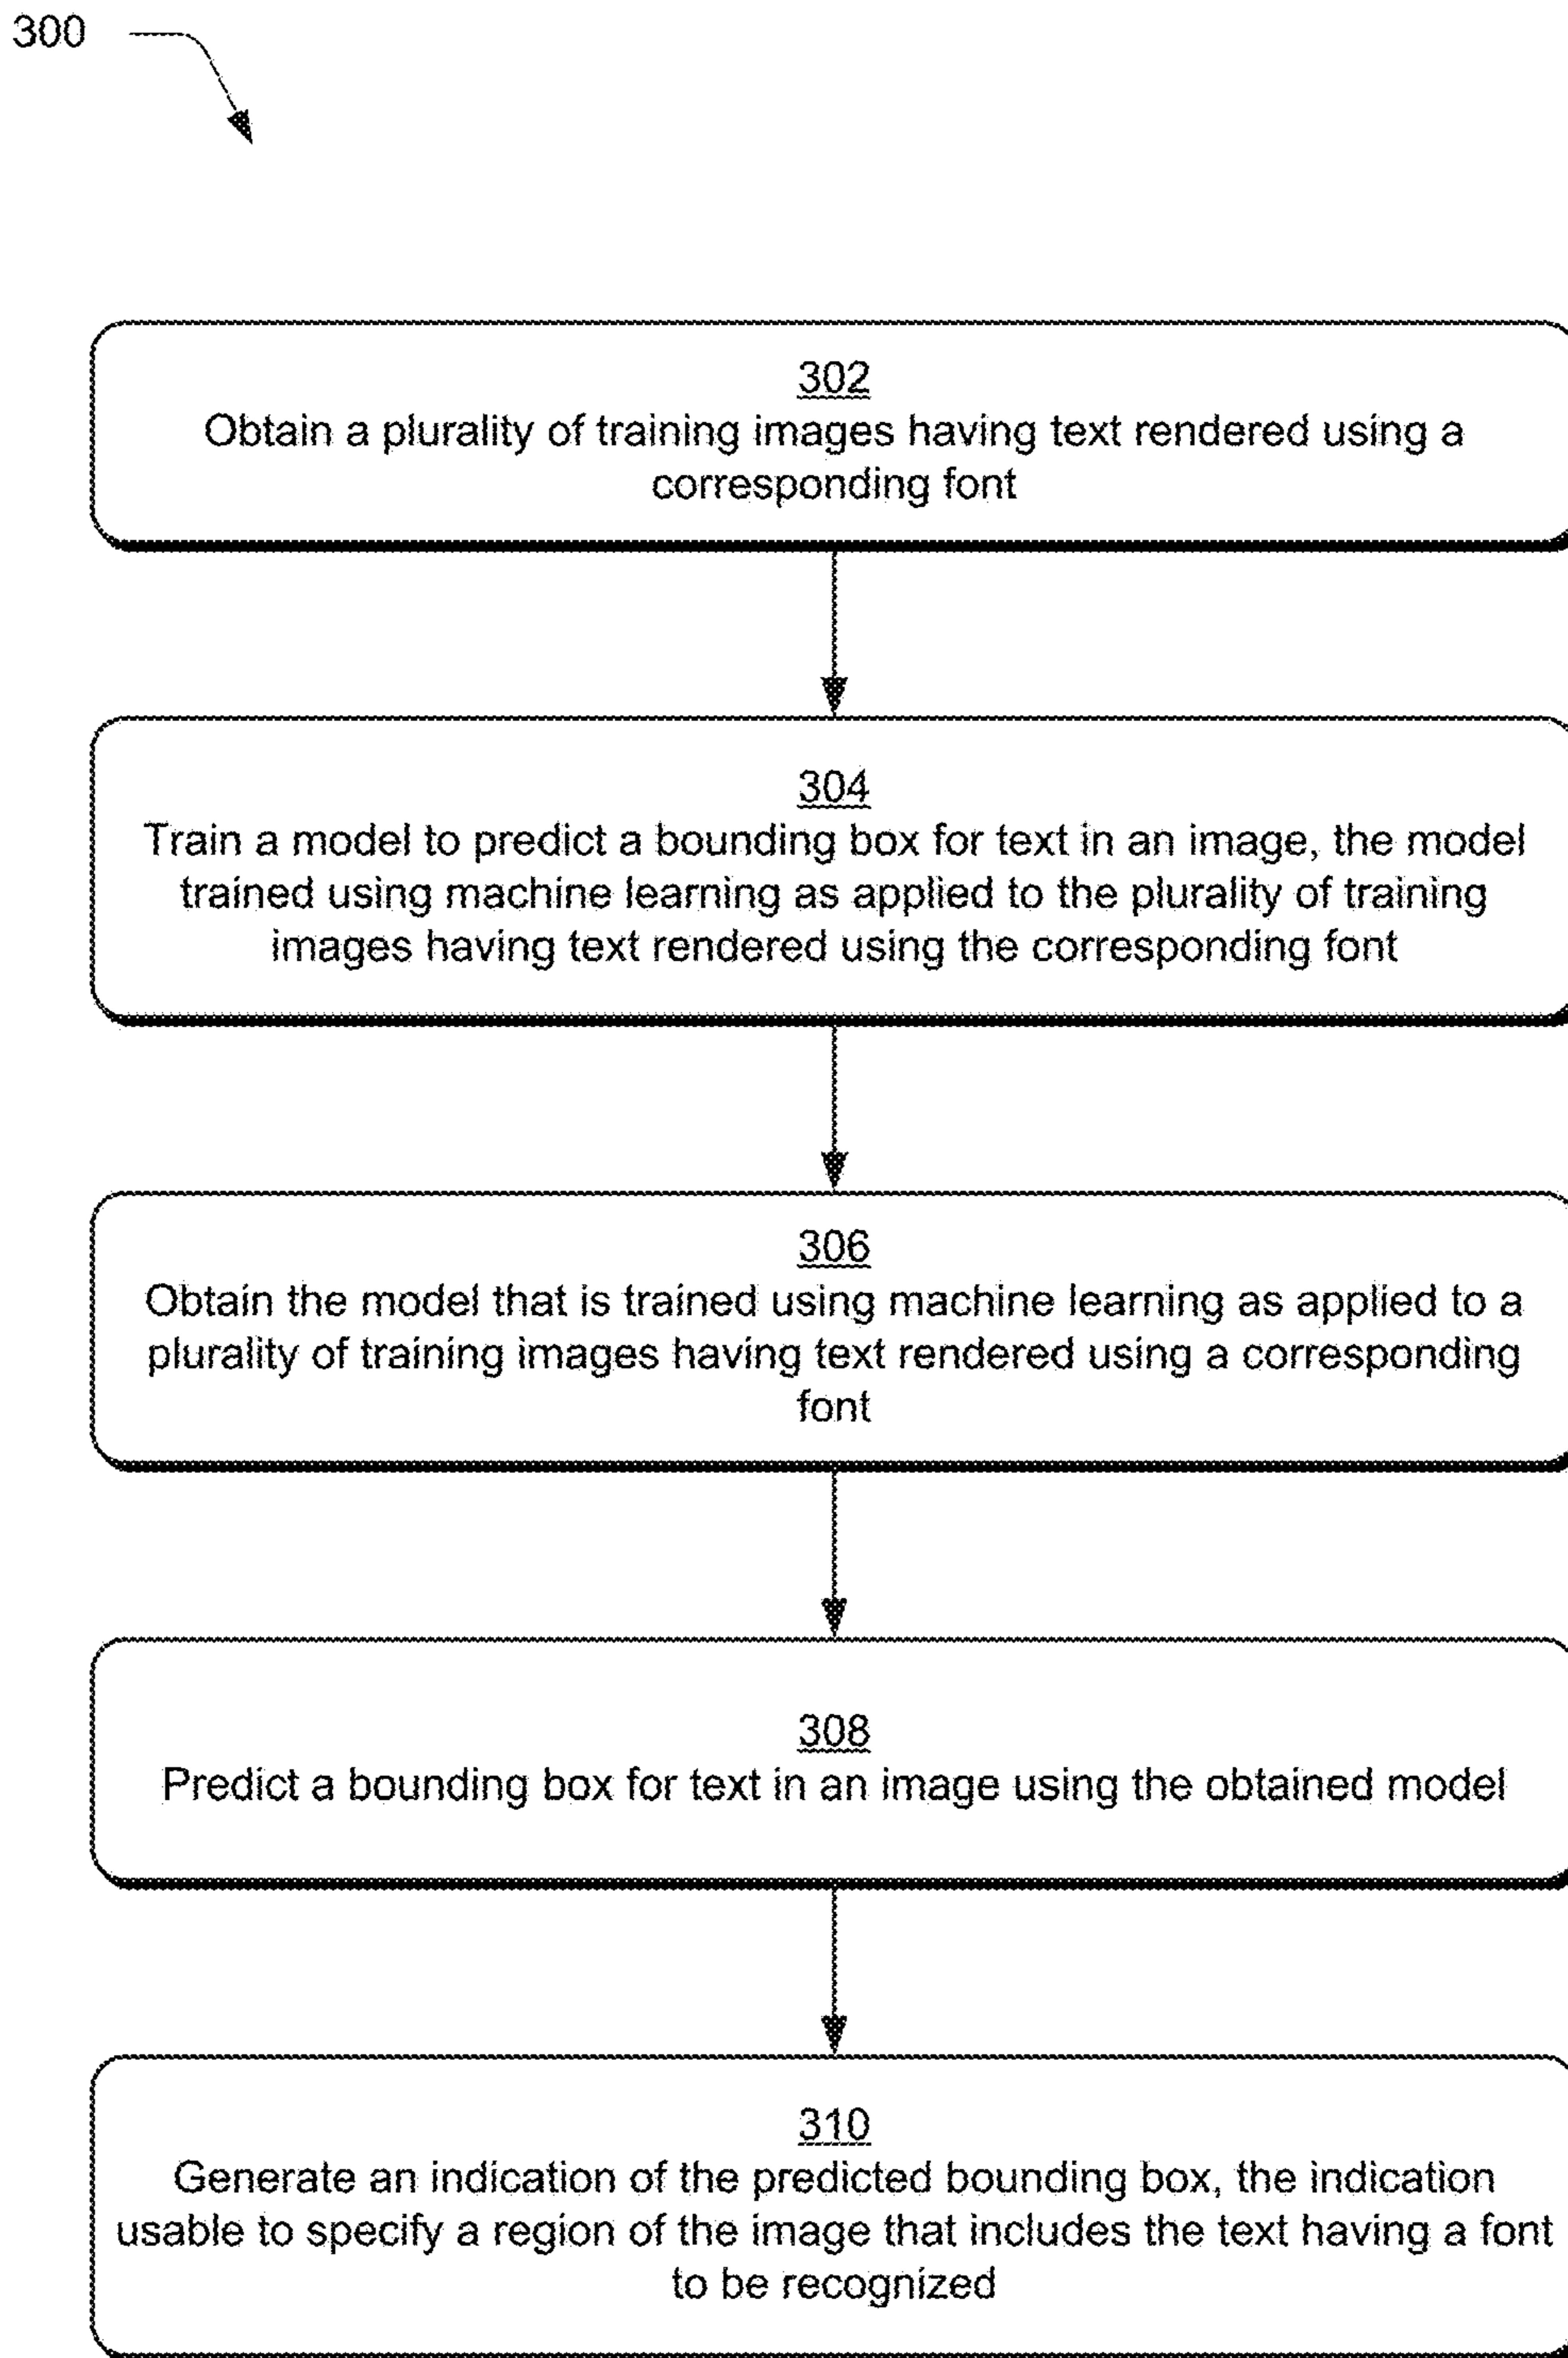 300
302
Obtain a plurality of training images having text rendered using a
corresponding font
304
Train a model to predict a bounding box for text in an image, the model
trained using machine learning as applied to the plurality of training
images having text rendered using the corresponding font
306
Obtain the model that is trained using machine learning as applied to a
plurality of training images having text rendered using a corresponding
font
308
Predict a bounding box for text in an image using the obtained model
310
Generate an indication of the predicted bounding box, the indication
usable to specify a region of the image that includes the text having a font
to be recognized